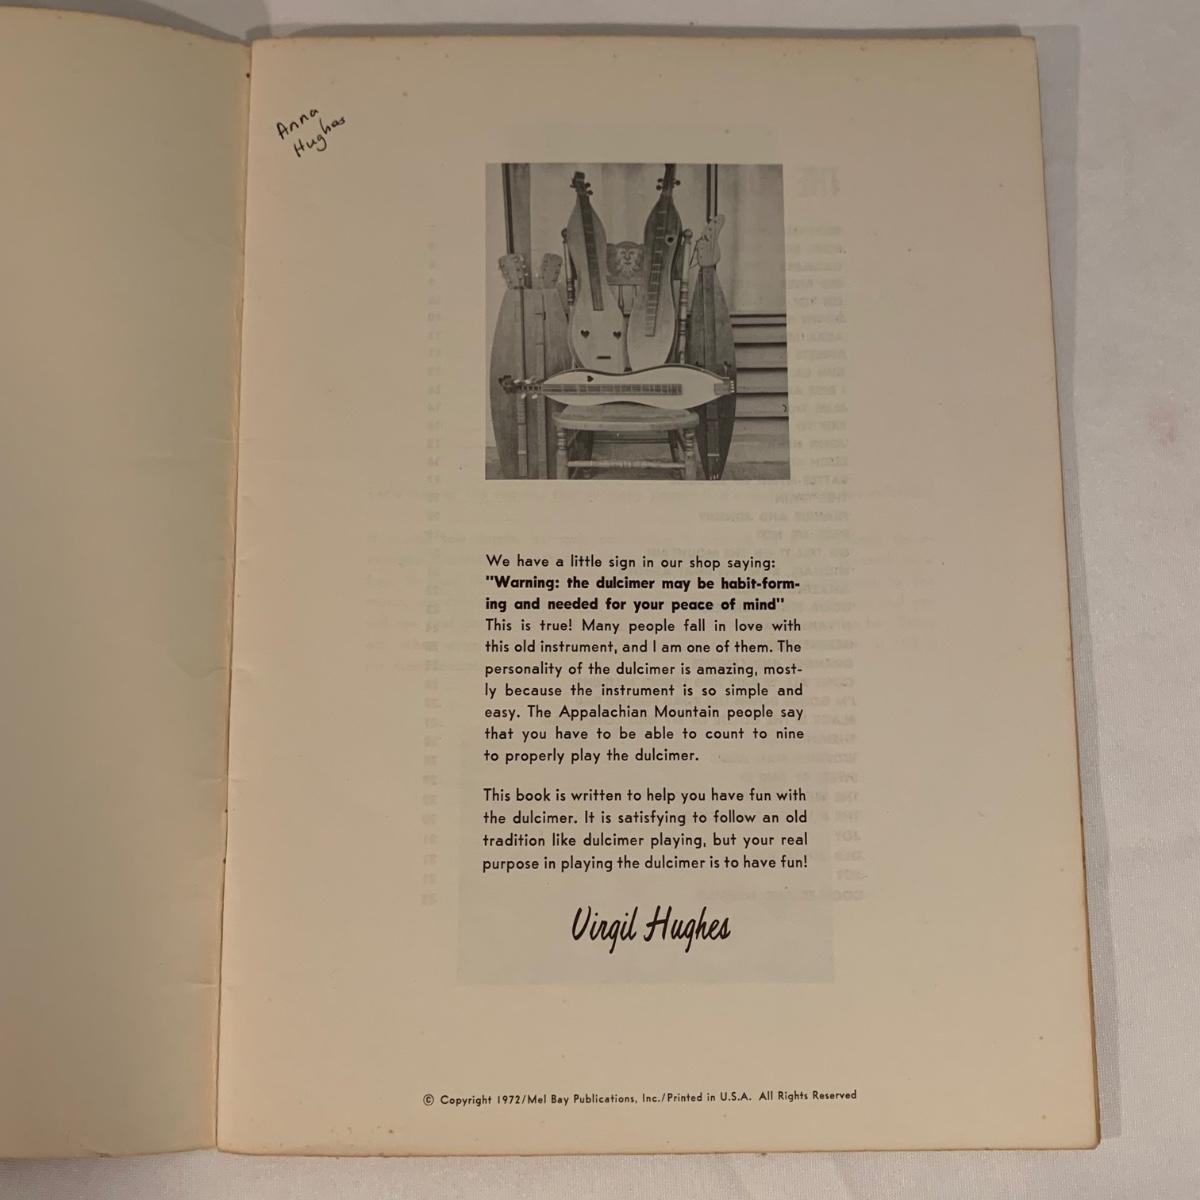 Anna
Hughes
We have a little sign in our shop saying:
"Warning: the dulcimer may be habit-form-
ing and needed for your peace of mind"
This is true! Many people fall in love with
this old instrument, and I am one of them. The
personality of the dulcimer is amazing, most-
ly because the instrument is so simple and
easy. The Appalachian Mountain people say
that you have to be able to count to nine
to properly play the dulcimer.
This book is written to help you have fun with
the dulcimer. It is satisfying to follow an old
tradition like dulcimer playing, but your real
purpose in playing the dulcimer is to have fun!
Virgil Hughes
© Copyright 1972/Mel Bay Publications, Inc./Printed in U.S.A. All Rights Reserved